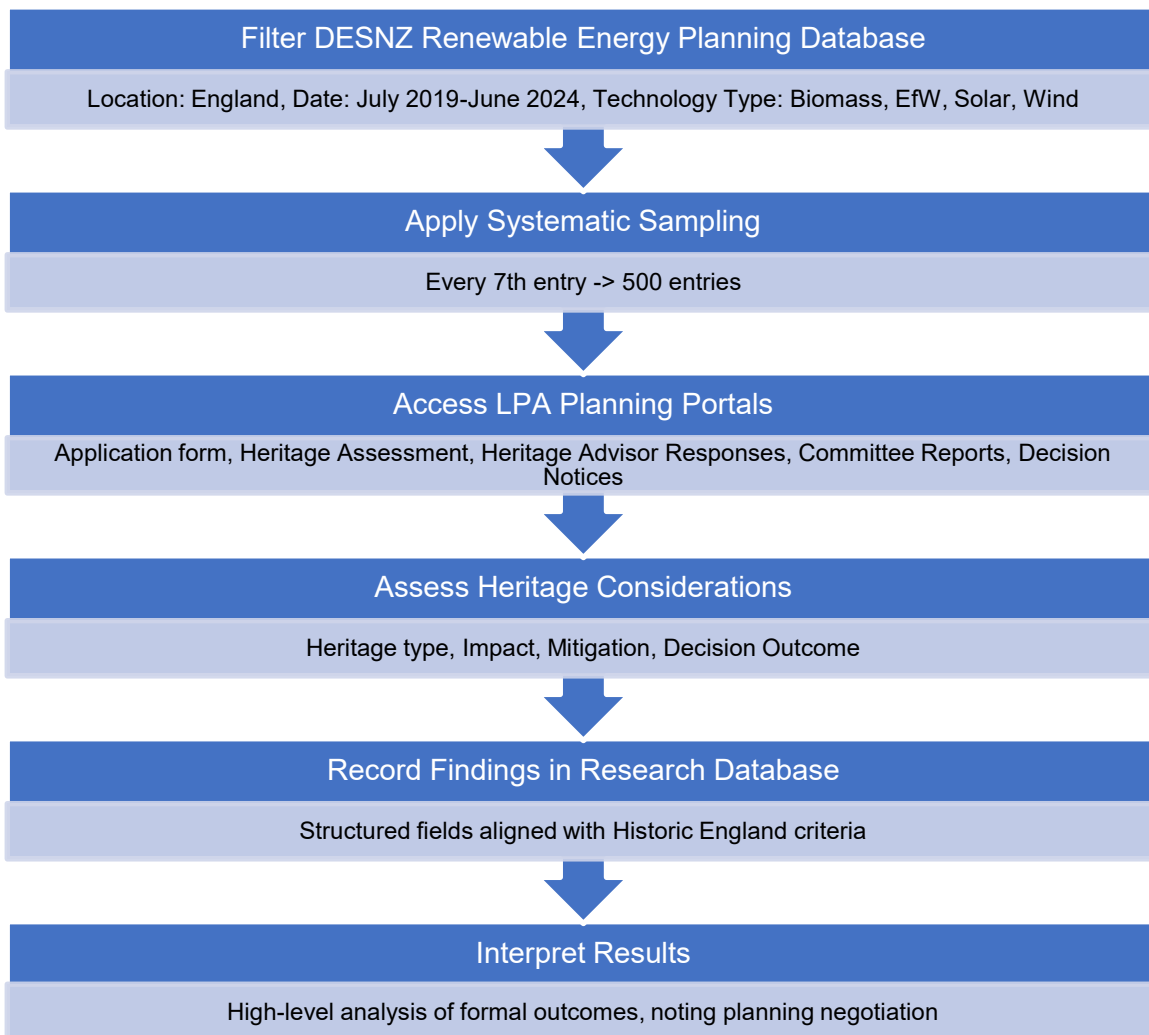 Filter DESNZ Renewable Energy Planning Database
Location: England, Date: July 2019-June 2024, Technology Type: Biomass, EfW, Solar, Wind
Apply Systematic Sampling
Every 7th entry -> 500 entries
Access LPA Planning Portals
Application form, Heritage Assessment, Heritage Advisor Responses, Committee Reports, Decision
Notices
Assess Heritage Considerations
Heritage type, Impact, Mitigation, Decision Outcome
Record Findings in Research Database
Structured fields aligned with Historic England criteria
Interpret Results
High-level analysis of formal outcomes, noting planning negotiation